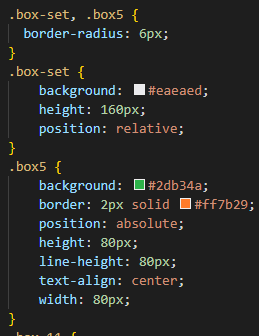 .box-set, .box5 {
  border-radius: 6px;
}
.box-set {
    background: #eaeaed;
    height: 160px;
    position: relative;
}
.box5 {
    background: #2db34a;
    border: 2px solid #ff7b29;
    position: absolute;
    height: 80px;
    line-height: 80px;
    text-align: center;
    width: 80px;
}